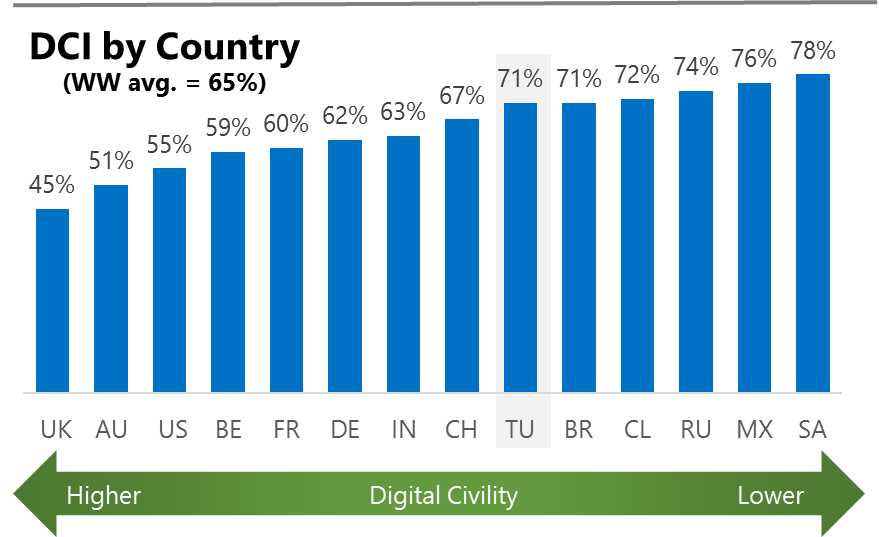 DCI by Country
(WW avg. = 65%)
45% 51% 55% 59% 60% 62% 63% 67% 71% 71% 72% 74% 76% 78%
UK AU US BE FR DE IN CH TU BR CL RU MX SA
Higher Digital Civility Lower